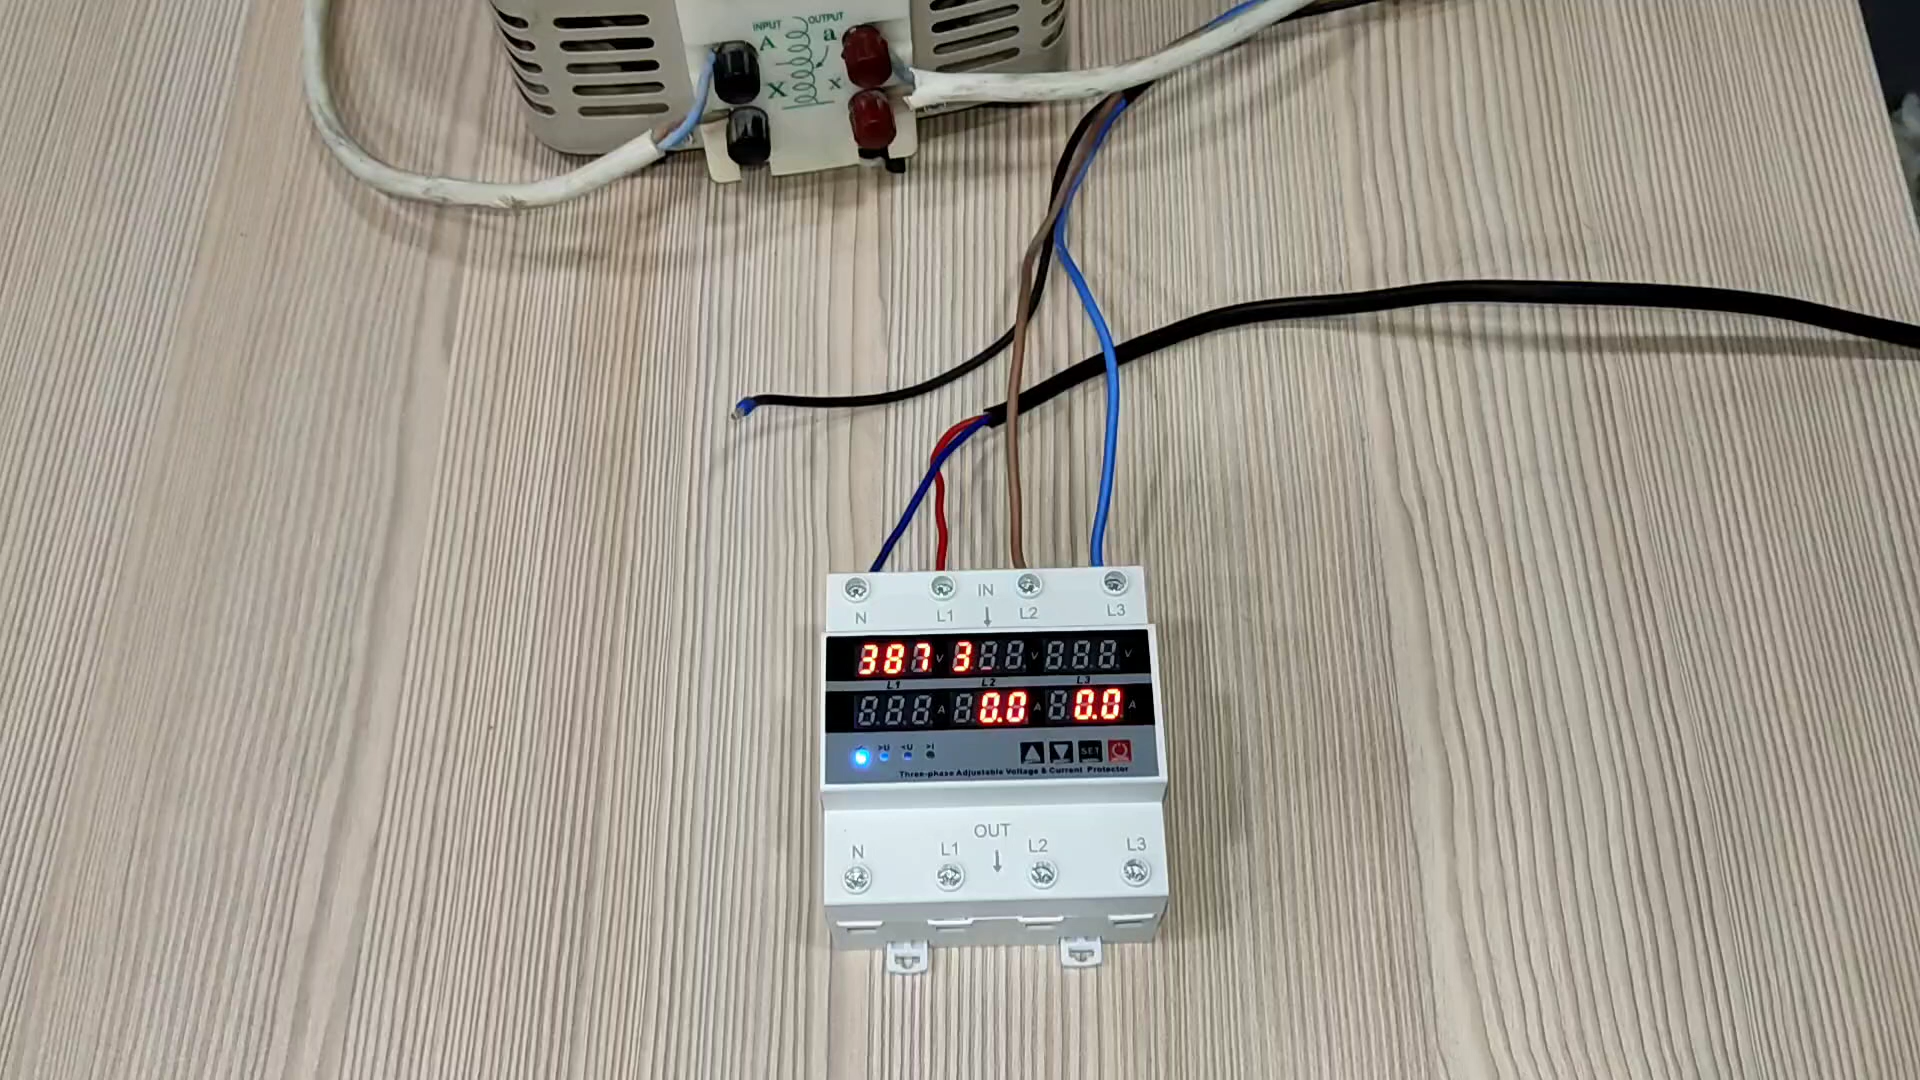 INPUT OUTPUT
A a
X x
IN
N L1 L2 L3
387 V 3 V V
L1 L2 L3
A 0.0 A 0.0 A
>U <U >I
SET
Three-phase Adjustable Voltage & Current Protector
OUT
N L1 L2 L3